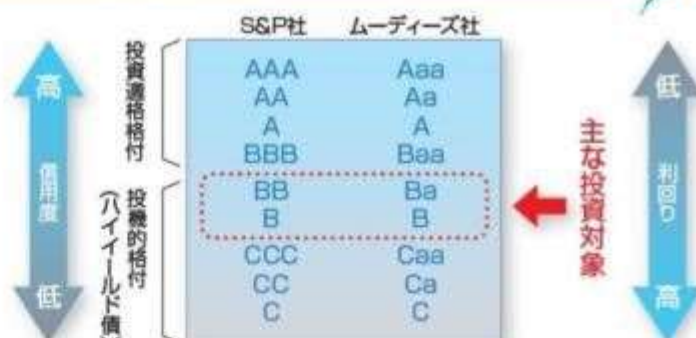 S&P社 ムーディーズ社
高
信用度
低
投資適格格付
投機的格付
(ハイイールド債
AAA Aaa
AA Aa
A A
BBB Baa
BB Ba
B B
CCC Caa
CC Ca
C C
主な投資対象
低
利回り
高